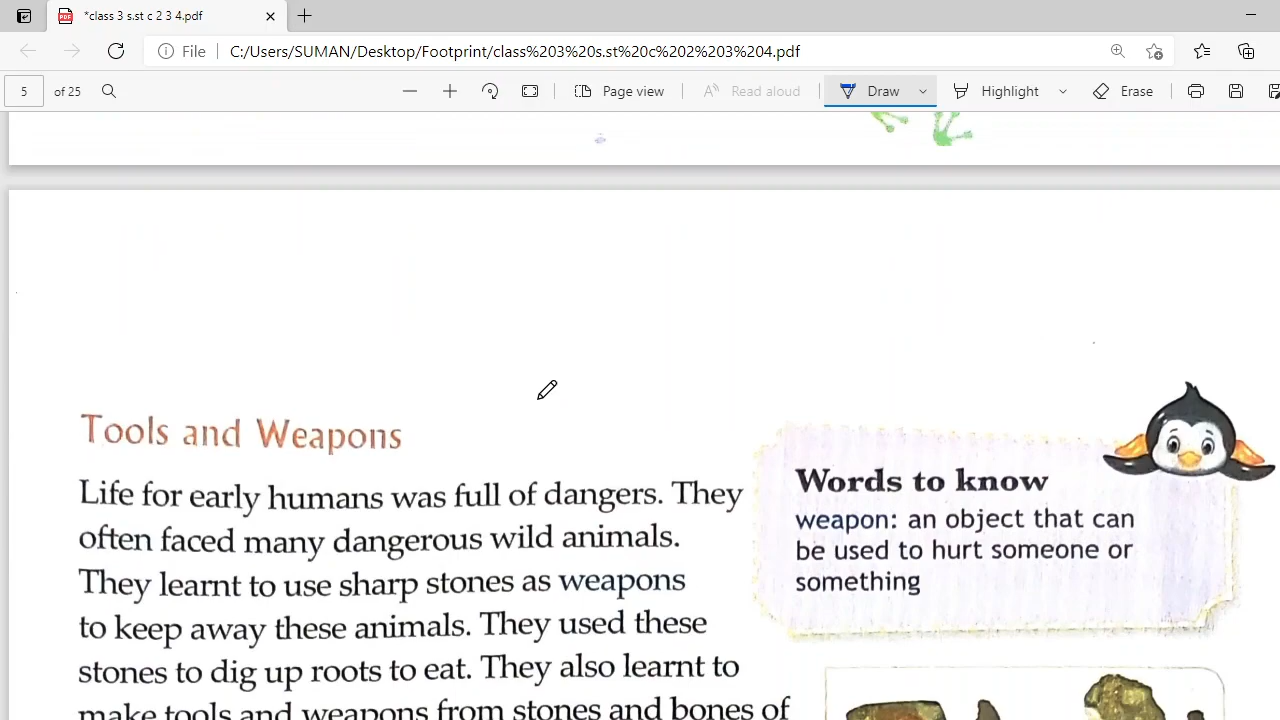 *class 3 s.st c 2 3 4.pdf
File C:/Users/SUMAN/Desktop/Footprint/class%203%20s.st%20c%202%203%204.pdf
5 of 25 Page view Read aloud Draw Highlight Erase
Tools and Weapons
Life for early humans was full of dangers. They
often faced many dangerous wild animals.
They learnt to use sharp stones as weapons
to keep away these animals. They used these
stones to dig up roots to eat. They also learnt to
make tools and weapons from stones and bones of
Words to know
weapon: an object that can
be used to hurt someone or
something